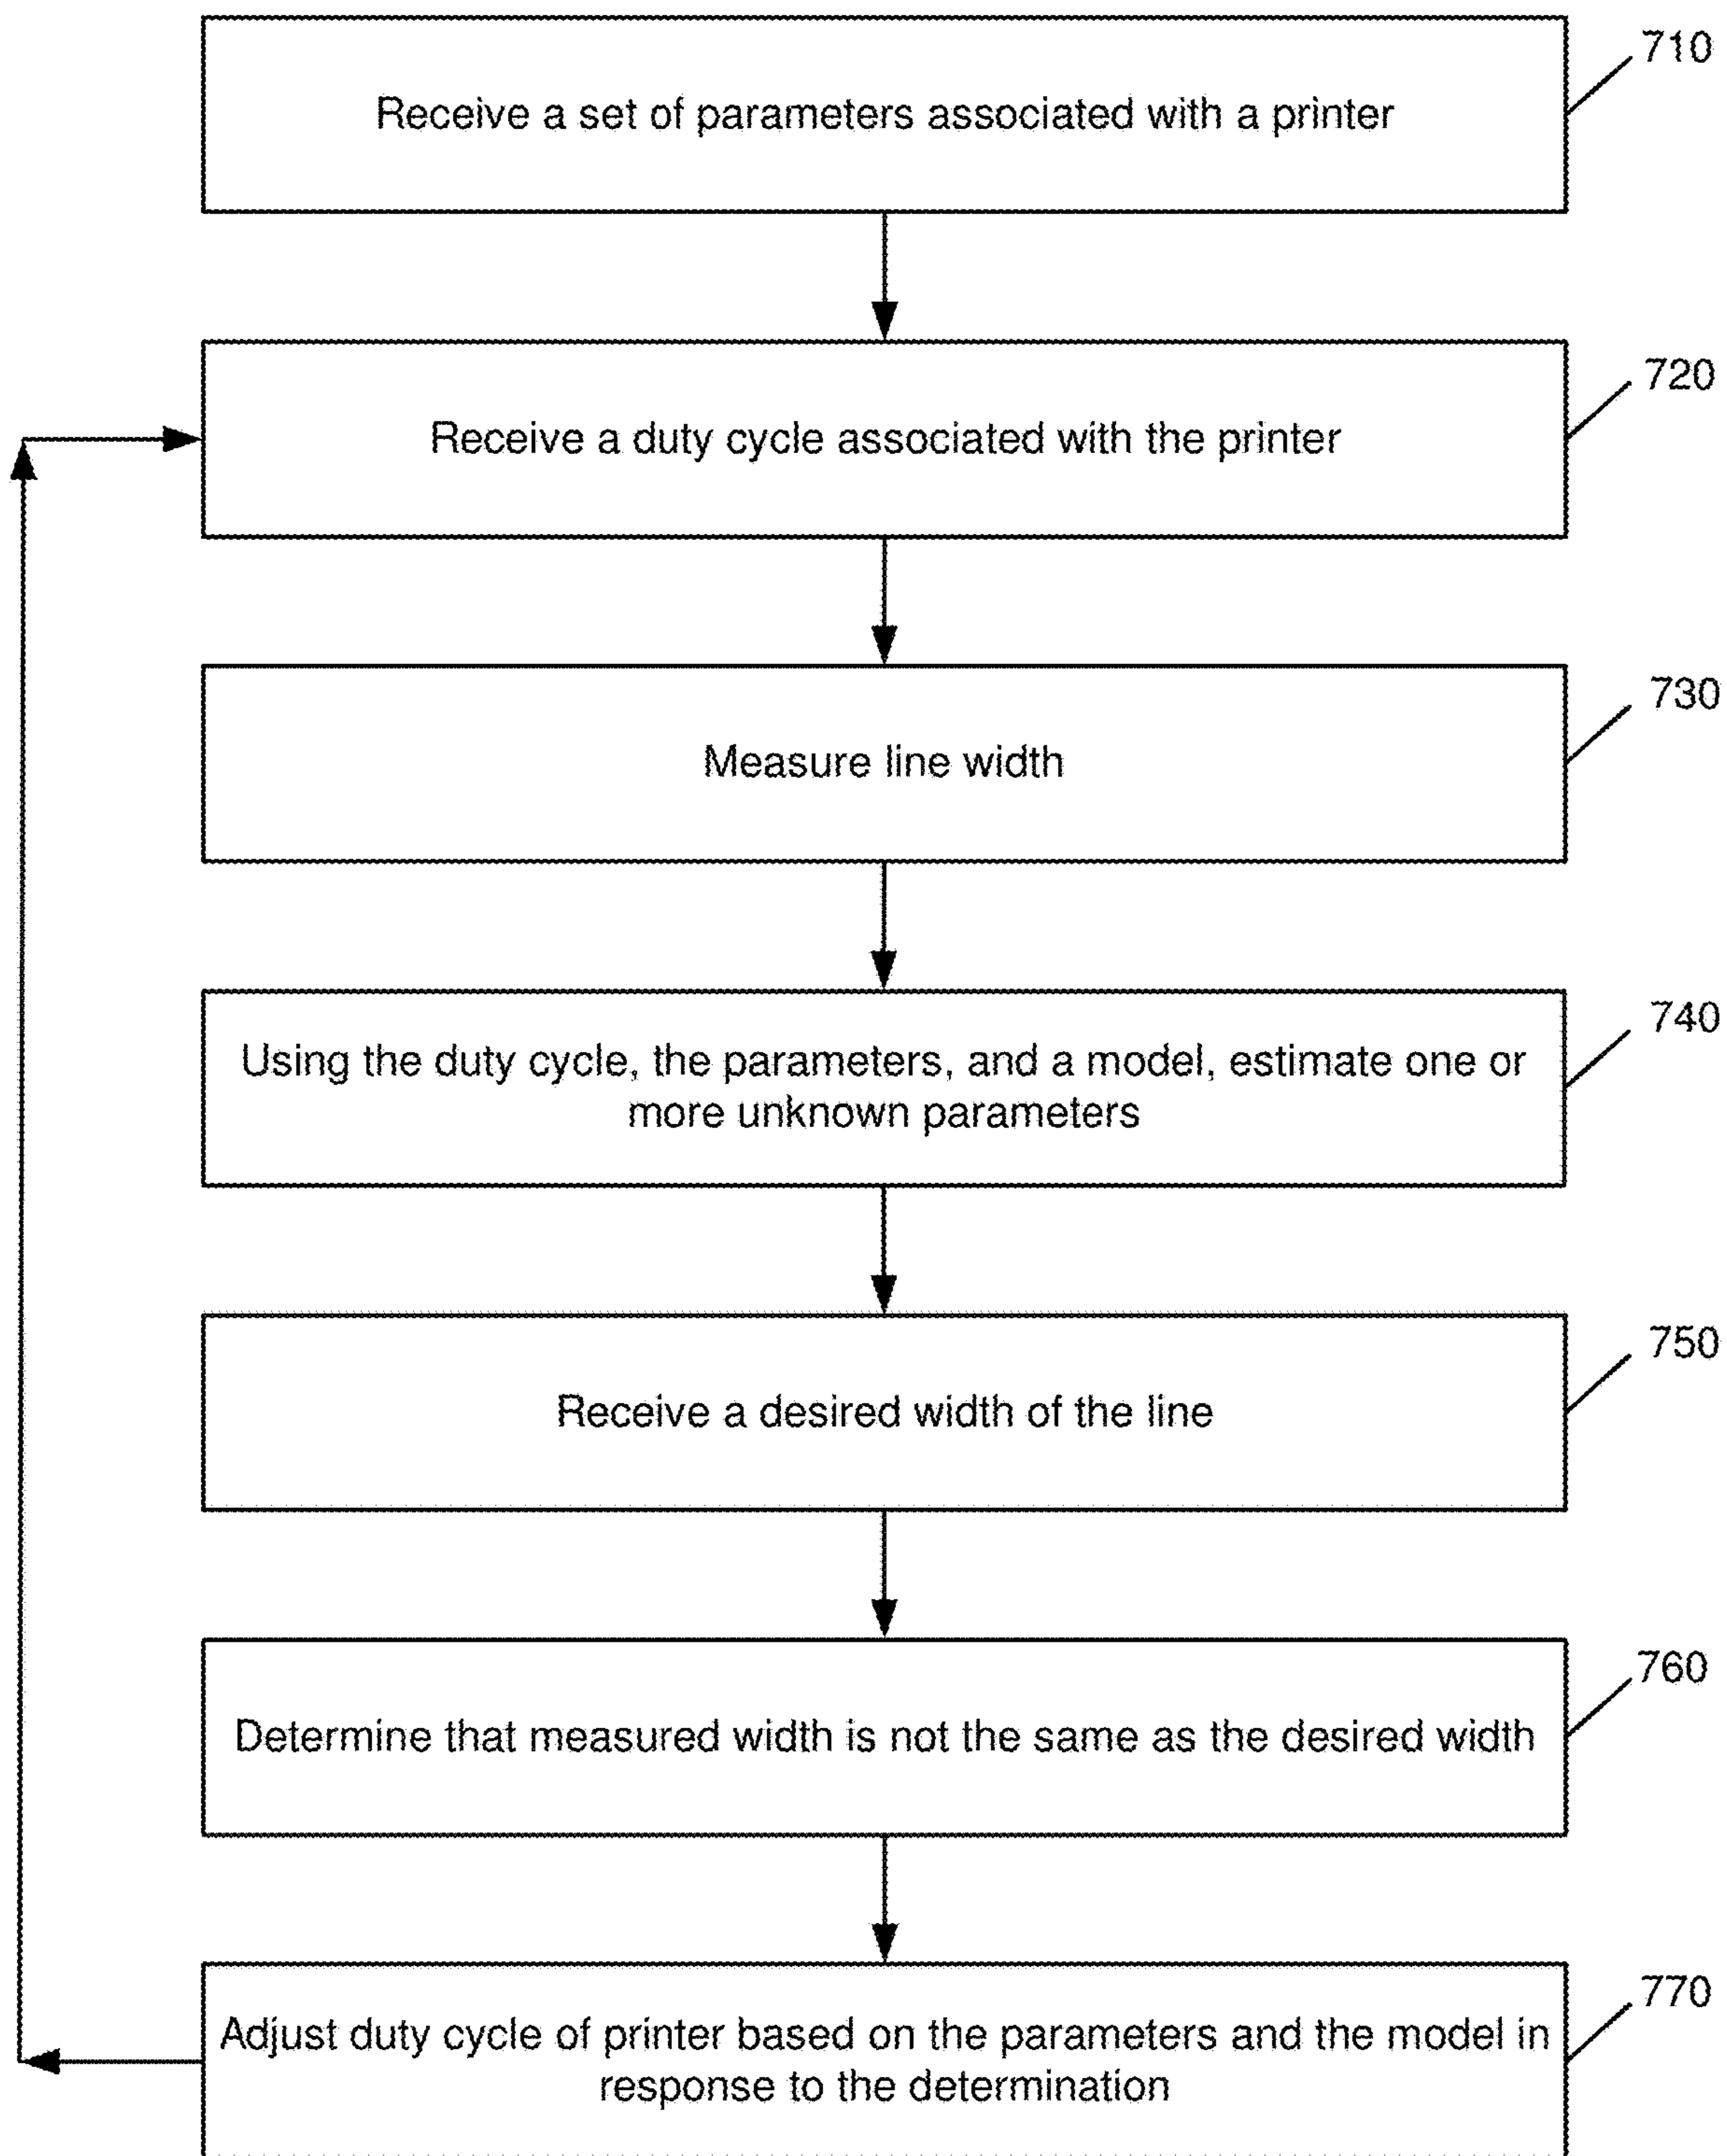 710
Receive a set of parameters associated with a printer
720
Receive a duty cycle associated with the printer
730
Measure line width
740
Using the duty cycle, the parameters, and a model, estimate one or
more unknown parameters
750
Receive a desired width of the line
760
Determine that measured width is not the same as the desired width
770
Adjust duty cycle of printer based on the parameters and the model in
response to the determination